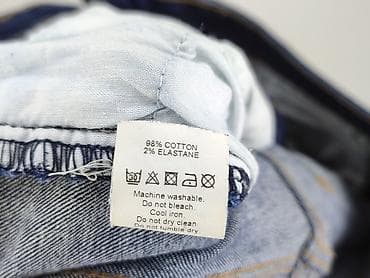 98% COTTON
2% ELASTANE
Machine washable.
Do not bleach.
Cool iron.
Do not dry clean.
Do not tumble dry.